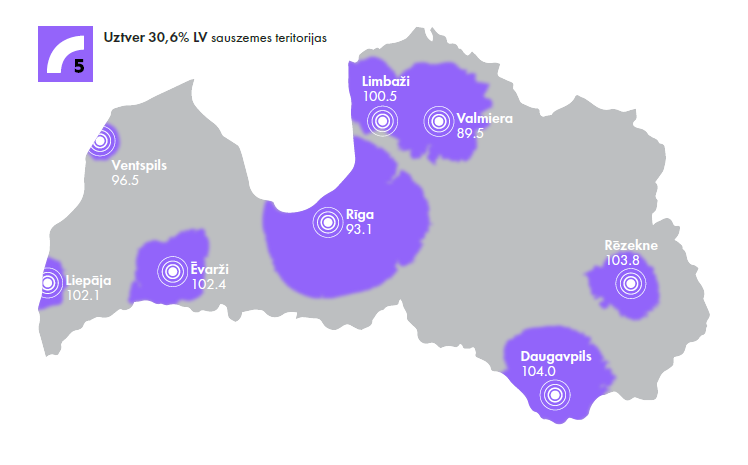 5
Uztver 30,6% LV sauszemes teritorijas
Limbaži
100.5
Valmiera
89.5
Ventspils
96.5
Rīga
93.1
Rēzekne
103.8
Liepāja
102.1
Ēvarži
102.4
Daugavpils
104.0